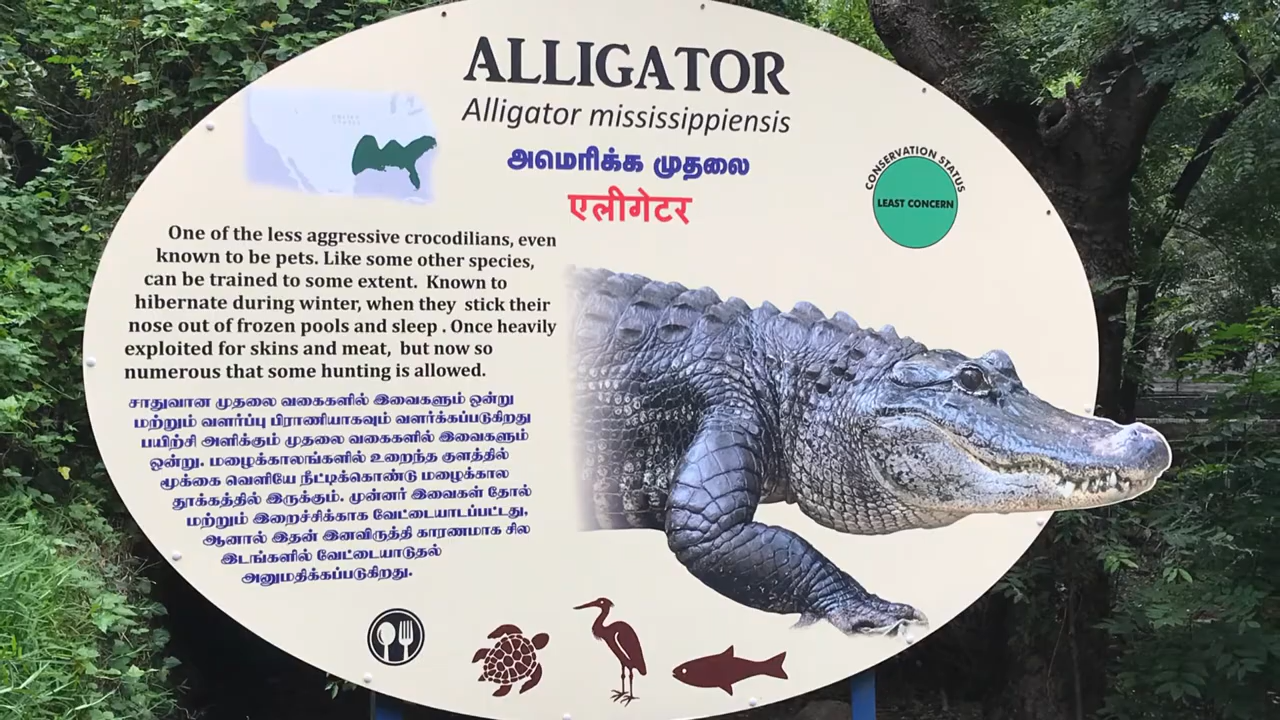 ALLIGATOR
Alligator mississippiensis
அமெரிக்க முதலை
एलीगेटर
CONSERVATION STATUS
LEAST CONCERN
One of the less aggressive crocodilians, even
known to be pets. Like some other species,
can be trained to some extent. Known to
hibernate during winter, when they stick their
nose out of frozen pools and sleep . Once heavily
exploited for skins and meat, but now so
numerous that some hunting is allowed.
சாதுவான முதலை வகைகளில் இவைகளும் ஒன்று
மற்றும் வளர்ப்பு பிராணியாகவும் வளர்க்கப்படுகிறது
பயிற்சி அளிக்கும் முதலை வகைகளில் இவைகளும்
ஒன்று. மழைக்காலங்களில் உறைந்த குளத்தில்
மூக்கை வெளியே நீட்டிக்கொண்டு மழைக்கால
தூக்கத்தில் இருக்கும். முன்னர் இவைகள் தோல்
மற்றும் இறைச்சிக்காக வேட்டையாடப்பட்டது,
ஆனால் இதன் இனவிருத்தி காரணமாக சில
இடங்களில் வேட்டையாடுதல்
அனுமதிக்கப்படுகிறது.